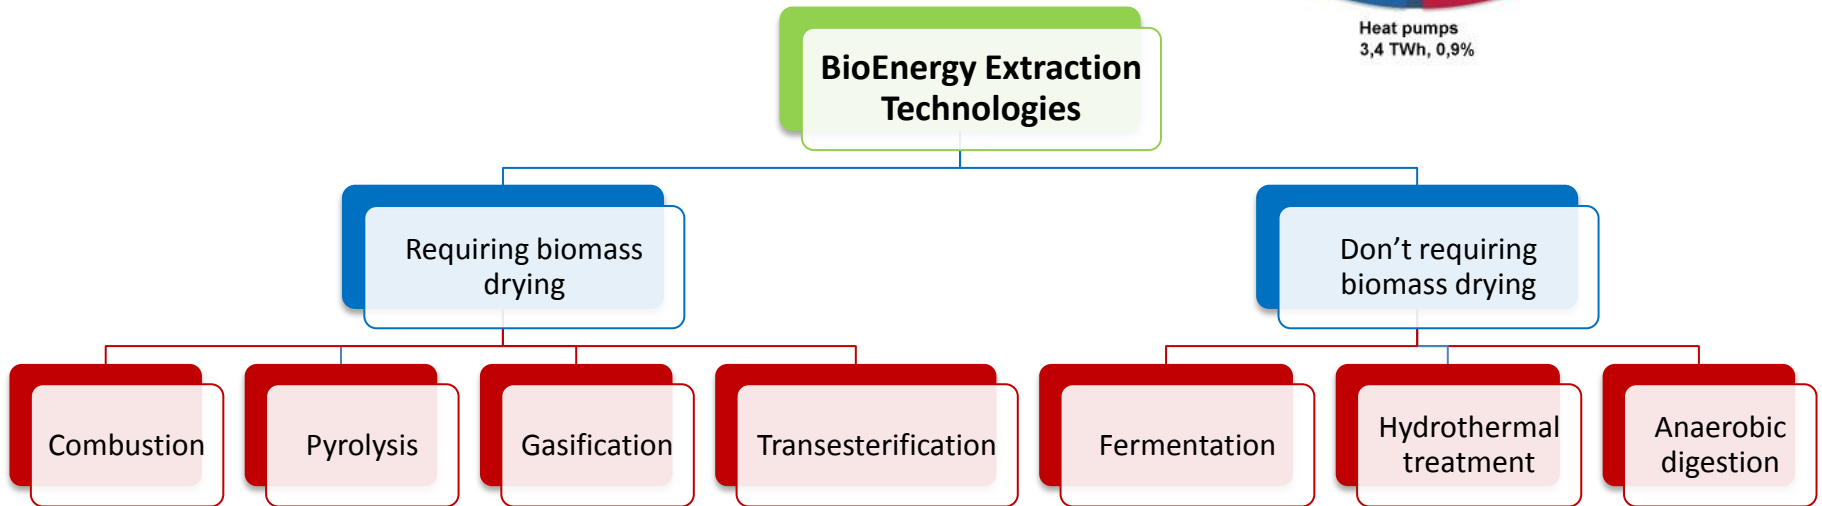 Heat pumps
3,4 TWh, 0,9%
BioEnergy Extraction
Technologies
Requiring biomass
drying
Don’t requiring
biomass drying
Combustion
Pyrolysis
Gasification
Transesterification
Fermentation
Hydrothermal
treatment
Anaerobic
digestion